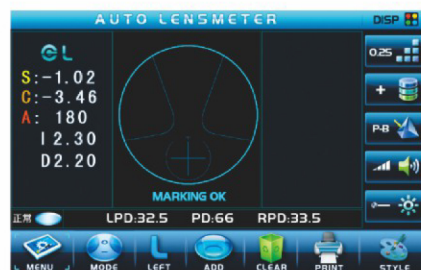 AUTO LENSMETER
DISP
L
S:-1.02
C:-3.46
A: 180
I 2.30
D2.20
MARKING OK
0.25
+
P-B
正常
LPD:32.5 PD:66 RPD:33.5
MENU MODE LEFT ADD CLEAR PRINT STYLE